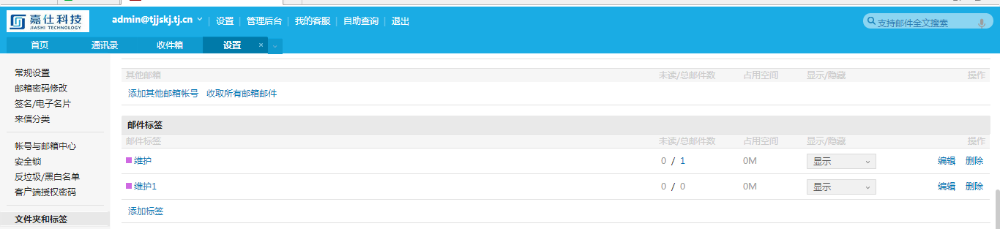 嘉仕科技
JIASHI TECHNOLOGY
admin@tjjskj.tj.cn 设置 管理后台 我的客服 自助查询 退出
支持邮件全文搜索
首页 通讯录 收件箱 设置 ×
常规设置
邮箱密码修改
签名/电子名片
来信分类
帐号与邮箱中心
安全锁
反垃圾/黑白名单
客户端授权密码
文件夹和标签
其他邮箱 未读/总邮件数 占用空间 显示/隐藏 操作
添加其他邮箱帐号 收取所有邮箱邮件
邮件标签
邮件标签 未读/总邮件数 占用空间 显示/隐藏 操作
维护 0 / 1 0M 显示 编辑 删除
维护1 0 / 0 0M 显示 编辑 删除
添加标签